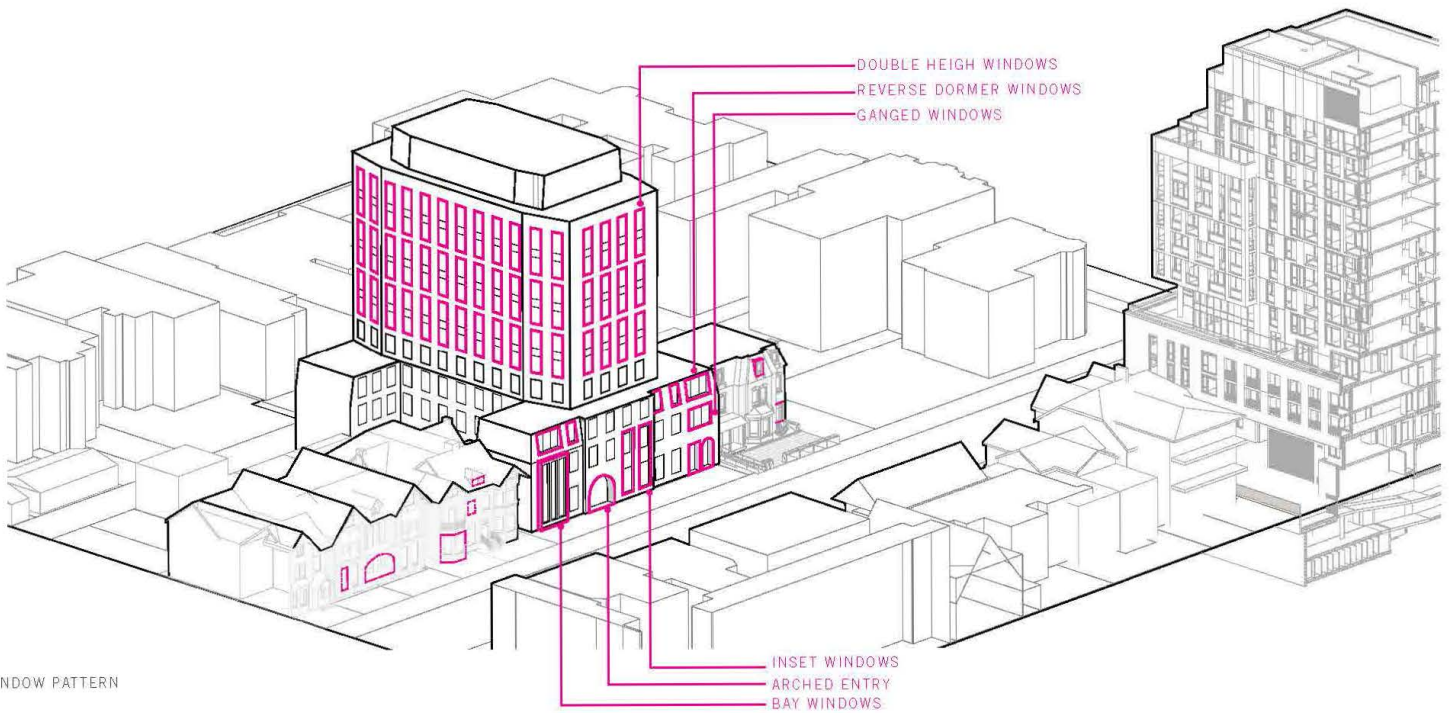 DOUBLE HEIGH WINDOWS
REVERSE DORMER WINDOWS
GANGED WINDOWS
INSET WINDOWS
ARCHED ENTRY
BAY WINDOWS
NDOW PATTERN